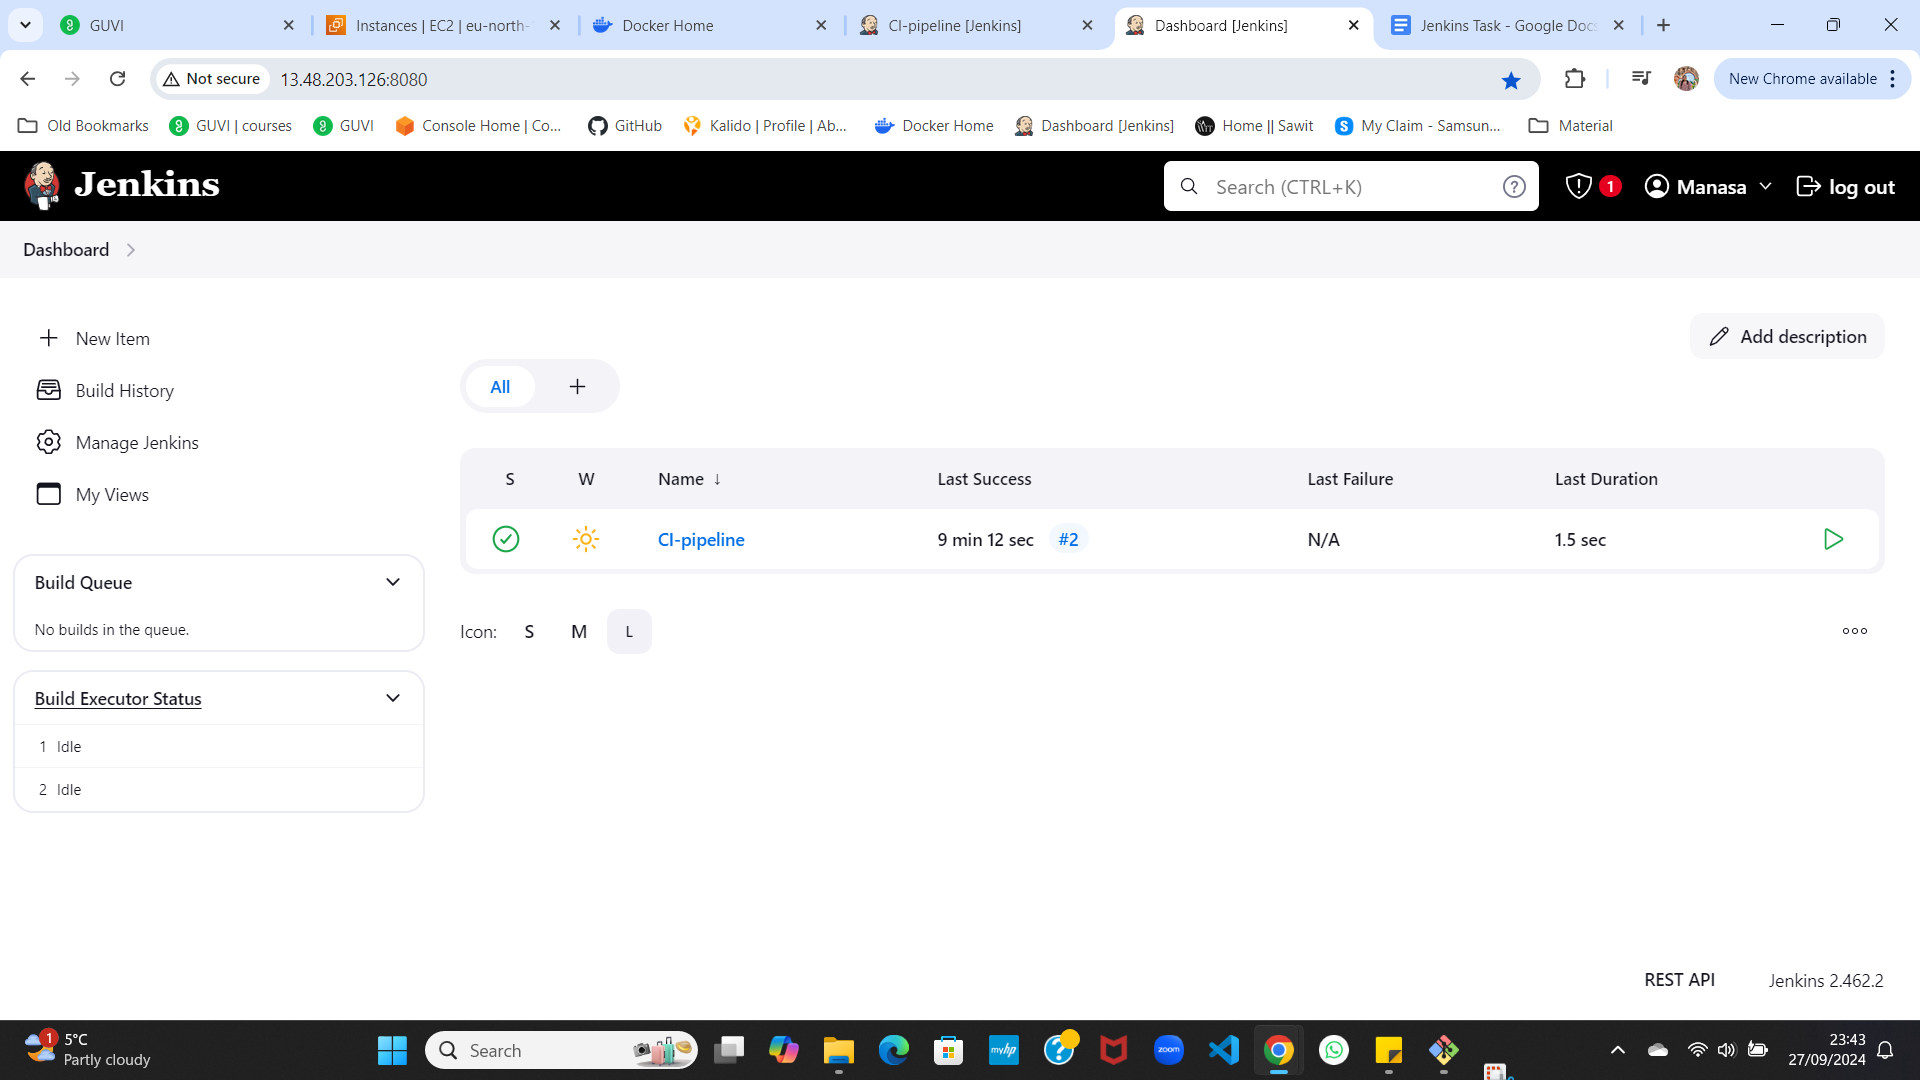 GUVI
Instances | EC2 | eu-north-
Docker Home
CI-pipeline [Jenkins]
Dashboard [Jenkins]
Jenkins Task - Google Docs
Not secure
13.48.203.126:8080
New Chrome available
Old Bookmarks
GUVI | courses
GUVI
Console Home | Co...
GitHub
Kalido | Profile | Ab...
Docker Home
Dashboard [Jenkins]
Home || Sawit
My Claim - Samsun...
Material
Jenkins
Search (CTRL+K)
?
1
Manasa
log out
Dashboard
New Item
Build History
Manage Jenkins
My Views
Add description
All
+
S W Name ↓ Last Success Last Failure Last Duration
CI-pipeline 9 min 12 sec #2 N/A 1.5 sec
Icon: S M L
Build Queue
No builds in the queue.
Build Executor Status
1 Idle
2 Idle
REST API
Jenkins 2.462.2
1
5°C
Partly cloudy
Search
myhp
zoom
23:43
27/09/2024